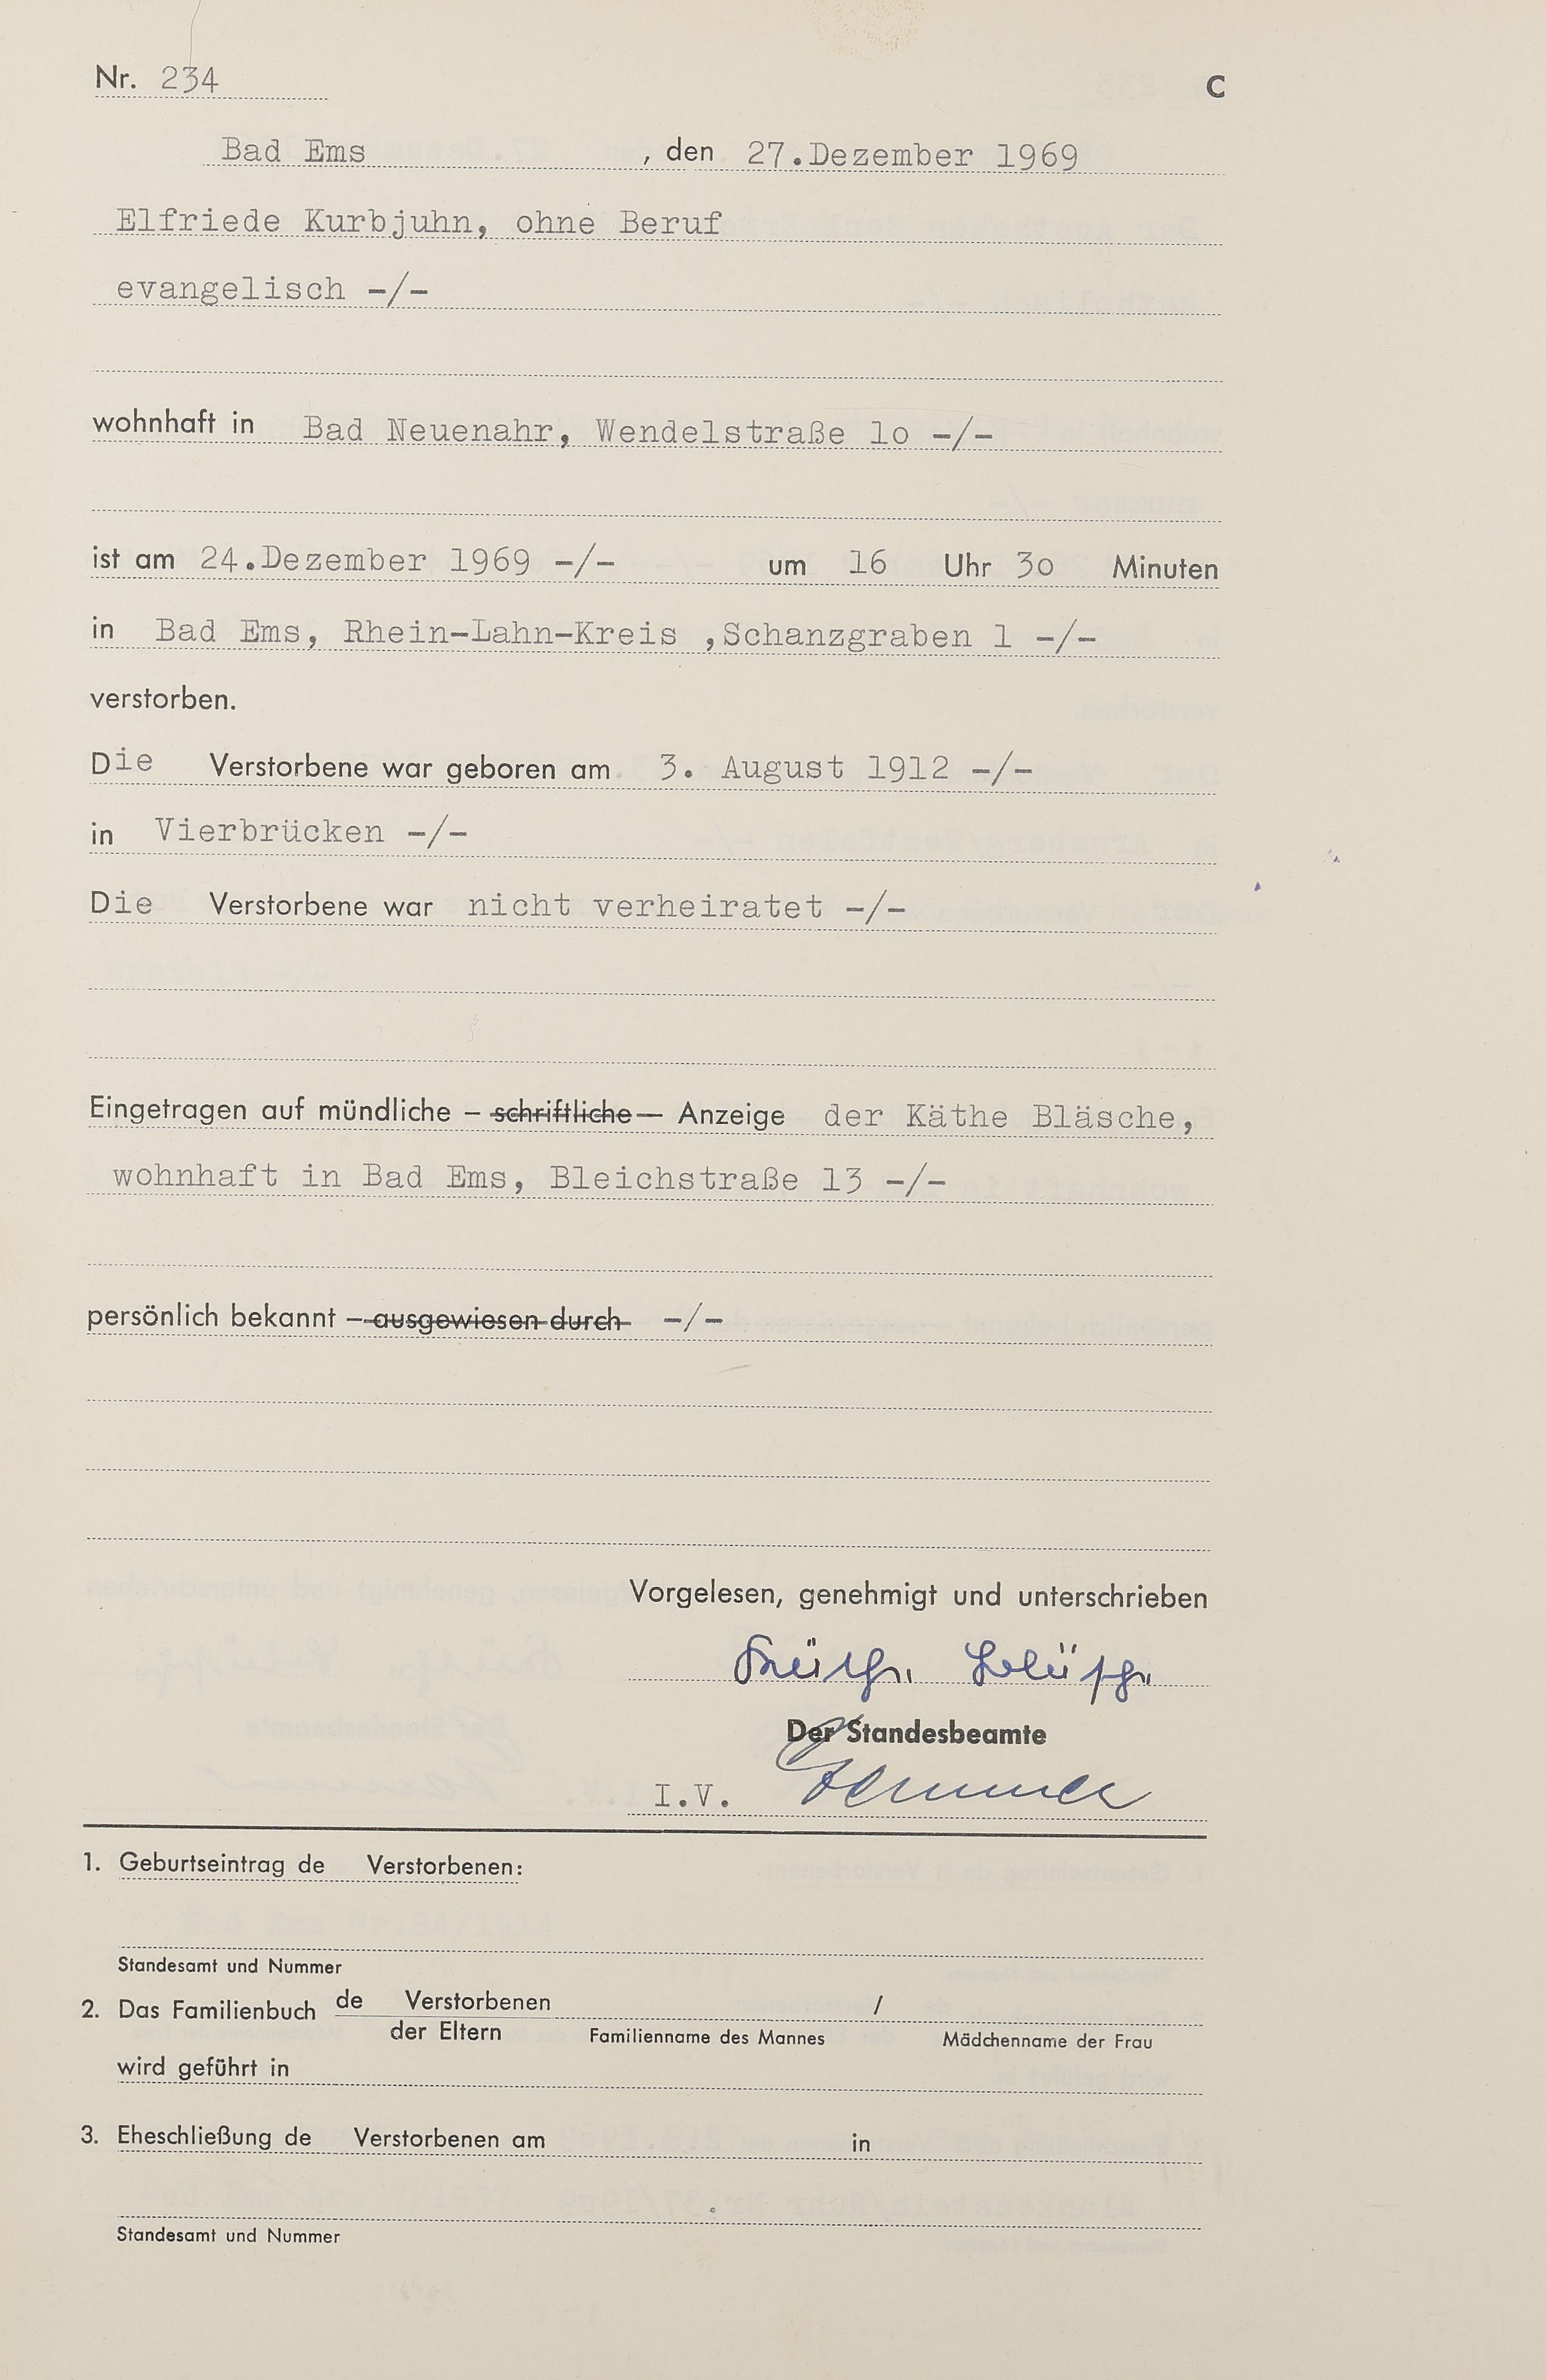 Nr. 234 C
Bad Ems , den 27.Dezember 1969
Elfriede Kurbjuhn, ohne Beruf
evangelisch -/-
wohnhaft in Bad Neuenahr, Wendelstraße lo -/-
ist am 24.Dezember 1969 -/- um 16 Uhr 3o Minuten
in Bad Ems, Rhein-Lahn-Kreis ,Schanzgraben 1 -/-
verstorben.
Die Verstorbene war geboren am 3. August 1912 -/-
in Vierbrücken -/-
Die Verstorbene war nicht verheiratet -/-
Eingetragen auf mündliche – schriftliche — Anzeige der Käthe Bläsche,
wohnhaft in Bad Ems, Bleichstraße 13 -/-
persönlich bekannt – ausgewiesen durch -/-
Vorgelesen, genehmigt und unterschrieben
Käthe Bläsche
Der Standesbeamte
I.V.
1. Geburtseintrag de Verstorbenen:
Standesamt und Nummer
2. Das Familienbuch de Verstorbenen /
der Eltern Familienname des Mannes Mädchenname der Frau
wird geführt in
3. Eheschließung de Verstorbenen am in
Standesamt und Nummer